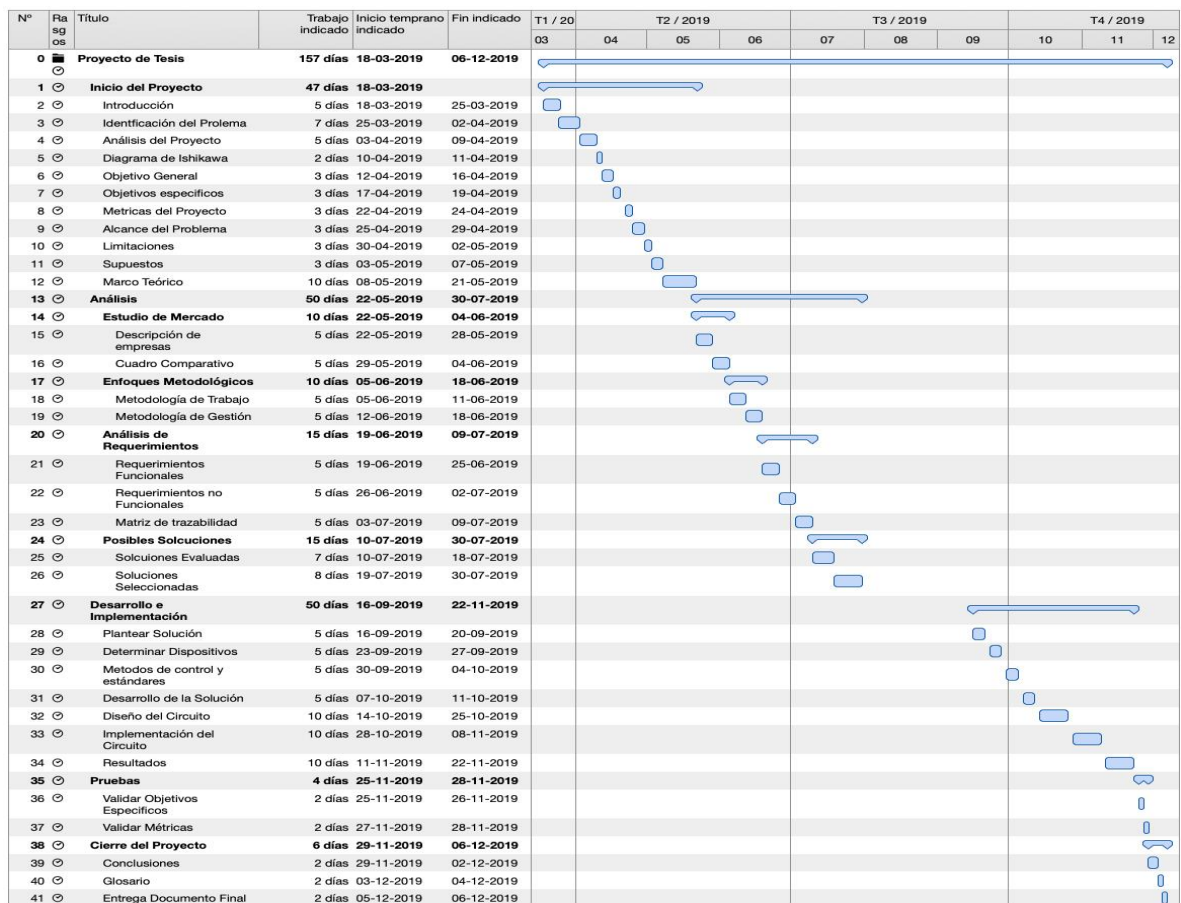 Nº Ra sg os Título Trabajo indicado Inicio temprano indicado Fin indicado T1 / 20 T2 / 2019 T3 / 2019 T4 / 2019
03 04 05 06 07 08 09 10 11 12
0 Proyecto de Tesis 157 días 18-03-2019 06-12-2019
1 Inicio del Proyecto 47 días 18-03-2019
2 Introducción 5 días 18-03-2019 25-03-2019
3 Identficación del Prolema 7 días 25-03-2019 02-04-2019
4 Análisis del Proyecto 5 días 03-04-2019 09-04-2019
5 Diagrama de Ishikawa 2 días 10-04-2019 11-04-2019
6 Objetivo General 3 días 12-04-2019 16-04-2019
7 Objetivos especificos 3 días 17-04-2019 19-04-2019
8 Metricas del Proyecto 3 días 22-04-2019 24-04-2019
9 Alcance del Problema 3 días 25-04-2019 29-04-2019
10 Limitaciones 3 días 30-04-2019 02-05-2019
11 Supuestos 3 días 03-05-2019 07-05-2019
12 Marco Teórico 10 días 08-05-2019 21-05-2019
13 Análisis 50 días 22-05-2019 30-07-2019
14 Estudio de Mercado 10 días 22-05-2019 04-06-2019
15 Descripción de empresas 5 días 22-05-2019 28-05-2019
16 Cuadro Comparativo 5 días 29-05-2019 04-06-2019
17 Enfoques Metodológicos 10 días 05-06-2019 18-06-2019
18 Metodología de Trabajo 5 días 05-06-2019 11-06-2019
19 Metodología de Gestión 5 días 12-06-2019 18-06-2019
20 Análisis de Requerimientos 15 días 19-06-2019 09-07-2019
21 Requerimientos Funcionales 5 días 19-06-2019 25-06-2019
22 Requerimientos no Funcionales 5 días 26-06-2019 02-07-2019
23 Matriz de trazabilidad 5 días 03-07-2019 09-07-2019
24 Posibles Solcuciones 15 días 10-07-2019 30-07-2019
25 Solcuiones Evaluadas 7 días 10-07-2019 18-07-2019
26 Soluciones Seleccionadas 8 días 19-07-2019 30-07-2019
27 Desarrollo e Implementación 50 días 16-09-2019 22-11-2019
28 Plantear Solución 5 días 16-09-2019 20-09-2019
29 Determinar Dispositivos 5 días 23-09-2019 27-09-2019
30 Metodos de control y estándares 5 días 30-09-2019 04-10-2019
31 Desarrollo de la Solución 5 días 07-10-2019 11-10-2019
32 Diseño del Circuito 10 días 14-10-2019 25-10-2019
33 Implementación del Circuito 10 días 28-10-2019 08-11-2019
34 Resultados 10 días 11-11-2019 22-11-2019
35 Pruebas 4 días 25-11-2019 28-11-2019
36 Validar Objetivos Especificos 2 días 25-11-2019 26-11-2019
37 Validar Métricas 2 días 27-11-2019 28-11-2019
38 Cierre del Proyecto 6 días 29-11-2019 06-12-2019
39 Conclusiones 2 días 29-11-2019 02-12-2019
40 Glosario 2 días 03-12-2019 04-12-2019
41 Entrega Documento Final 2 días 05-12-2019 06-12-2019